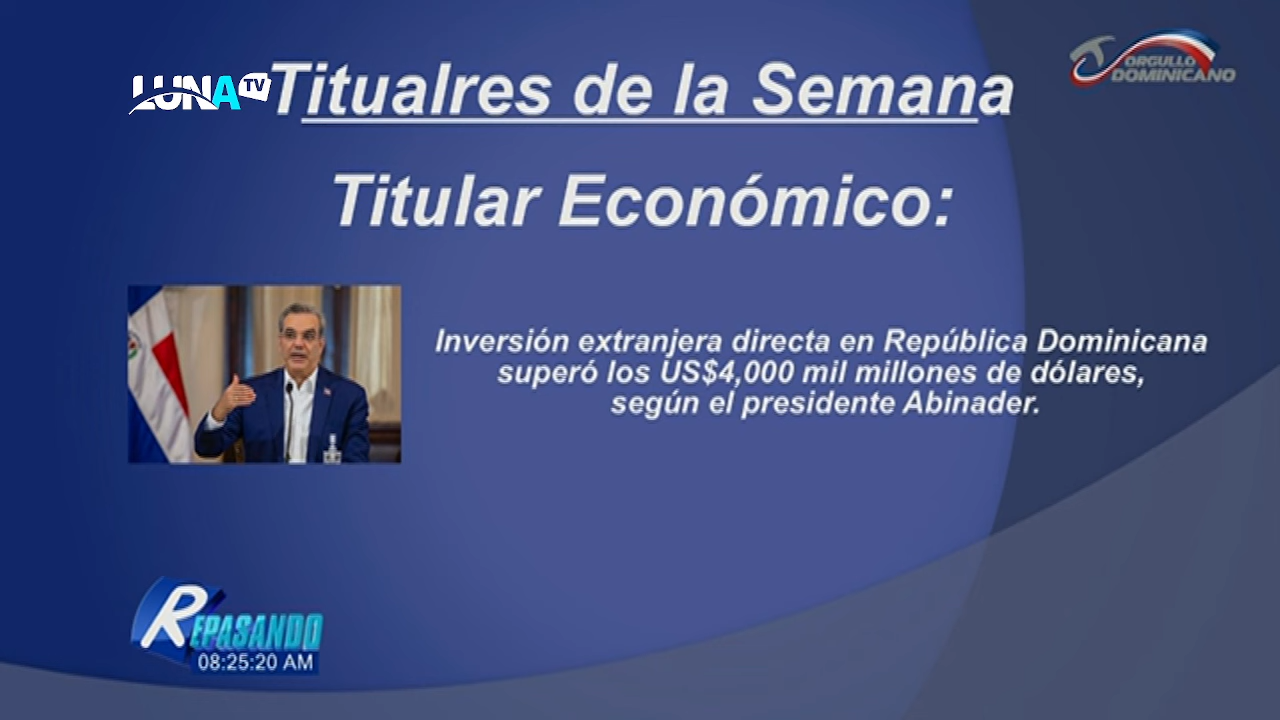 LUNA TV
Titualres de la Semana
ORGULLO
DOMINICANO
Titular Económico:
Inversión extranjera directa en República Dominicana
superó los US$4,000 mil millones de dólares,
según el presidente Abinader.
REPASANDO
08:25:20 AM